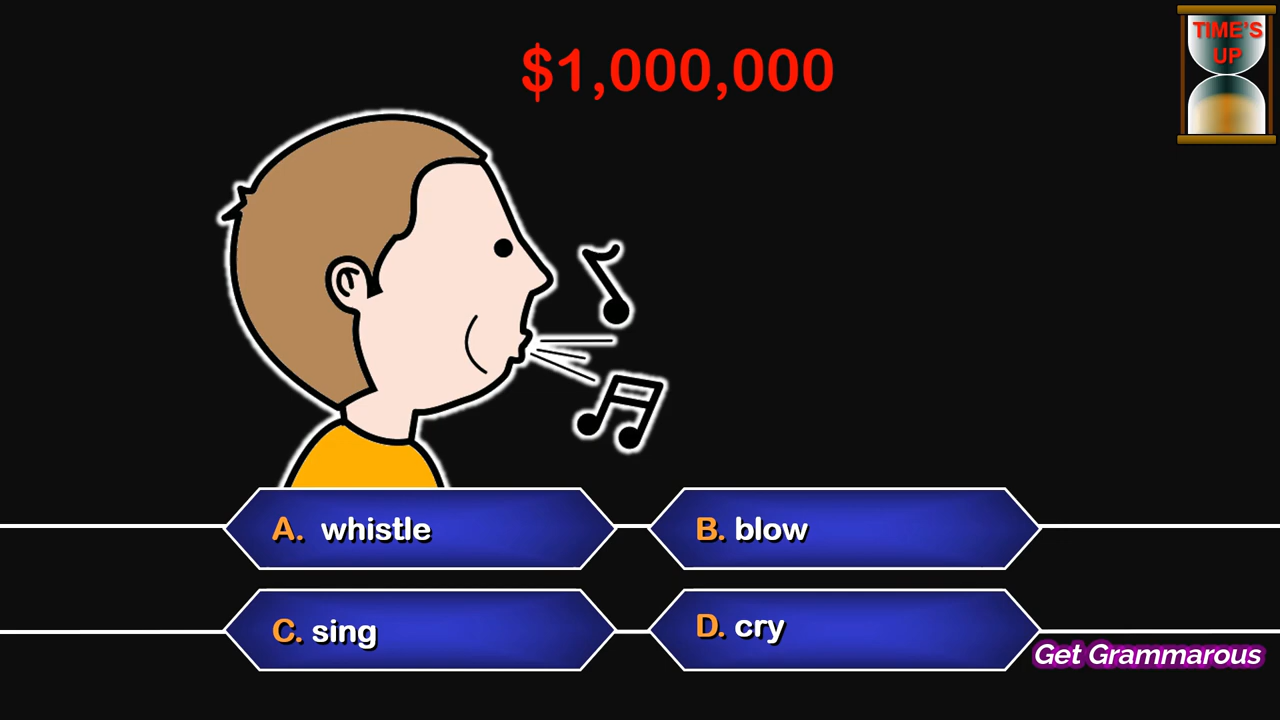 $1,000,000
TIME'S
UP
A. whistle
B. blow
C. sing
D. cry
Get Grammarous